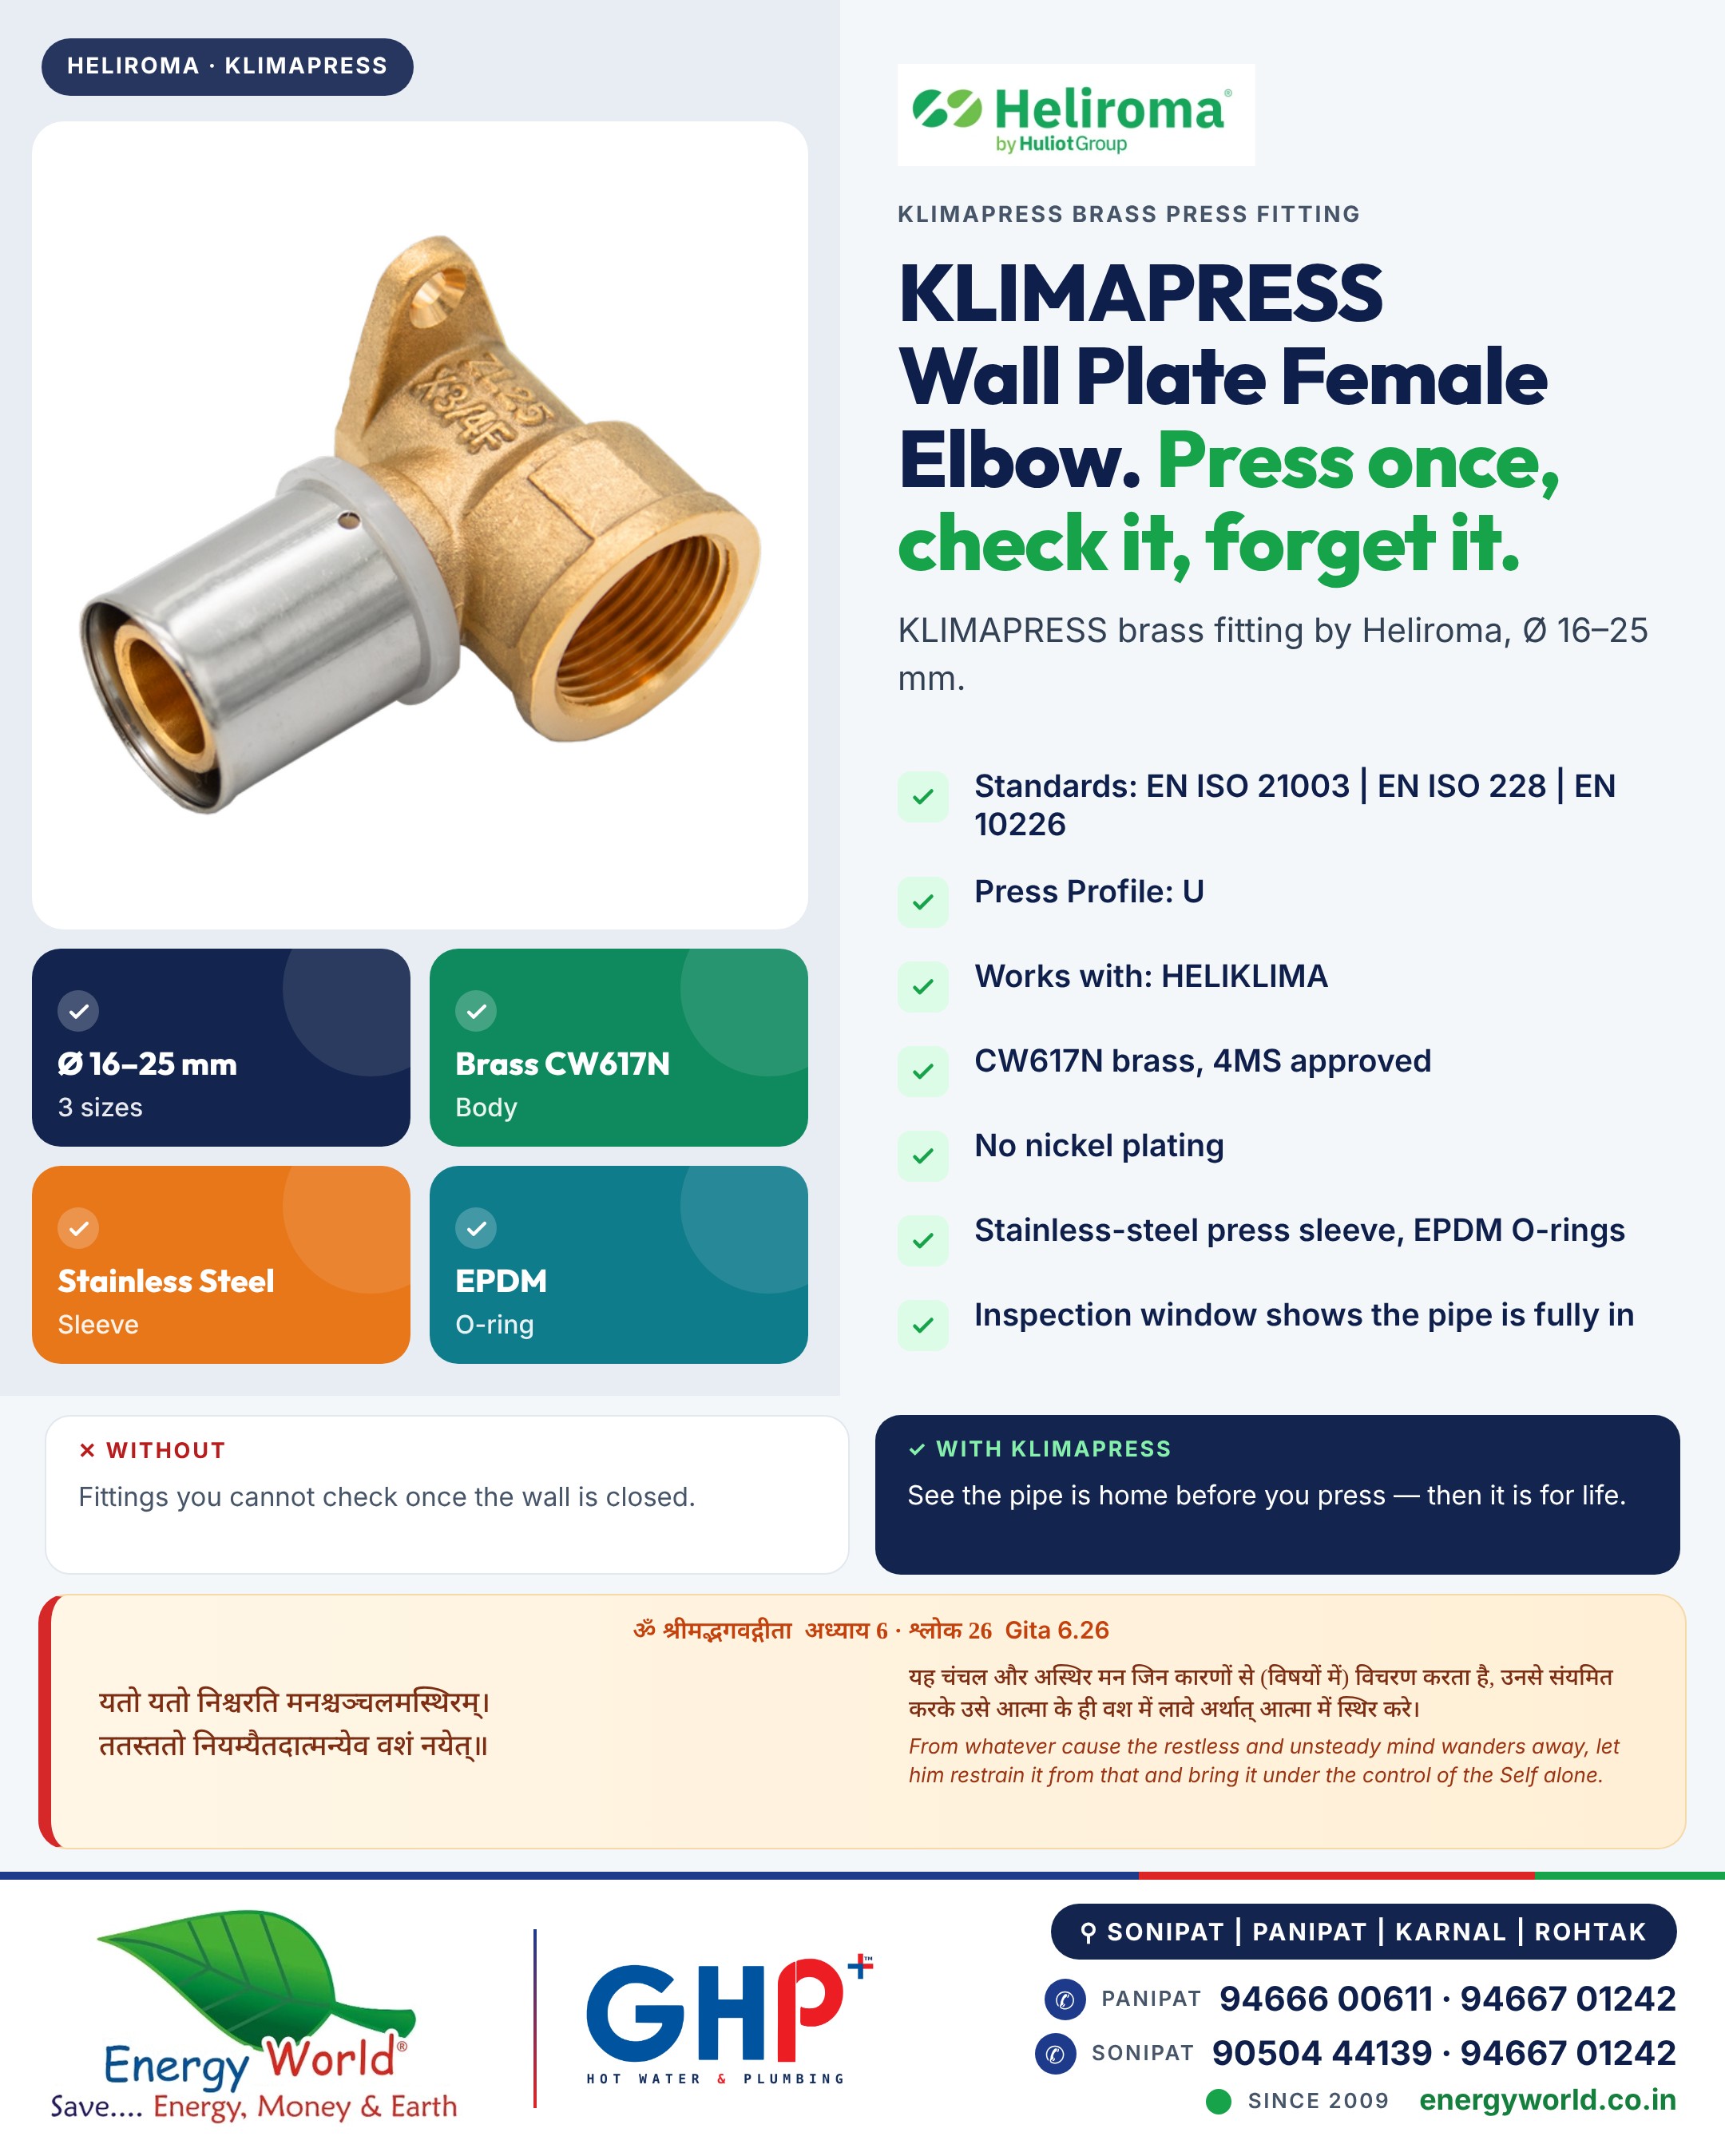 HELIROMA · KLIMAPRESS
ZL25
X3/4F
Ø 16–25 mm
3 sizes
Brass CW617N
Body
Stainless Steel
Sleeve
EPDM
O-ring
Heliroma®
by HuliotGroup
KLIMAPRESS BRASS PRESS FITTING
KLIMAPRESS
Wall Plate Female
Elbow. Press once,
check it, forget it.
KLIMAPRESS brass fitting by Heliroma, Ø 16–25
mm.
Standards: EN ISO 21003 | EN ISO 228 | EN
10226
Press Profile: U
Works with: HELIKLIMA
CW617N brass, 4MS approved
No nickel plating
Stainless-steel press sleeve, EPDM O-rings
Inspection window shows the pipe is fully in
✕ WITHOUT
Fittings you cannot check once the wall is closed.
✓ WITH KLIMAPRESS
See the pipe is home before you press — then it is for life.
ॐ श्रीमद्भगवद्गीता अध्याय 6 · श्लोक 26 Gita 6.26
यतो यतो निश्चरति मनश्चञ्चलमस्थिरम्।
ततस्ततो नियम्यैतदात्मन्येव वशं नयेत्॥
यह चंचल और अस्थिर मन जिन कारणों से (विषयों में) विचरण करता है, उनसे संयमित
करके उसे आत्मा के ही वश में लावे अर्थात् आत्मा में स्थिर करे।
From whatever cause the restless and unsteady mind wanders away, let
him restrain it from that and bring it under the control of the Self alone.
Energy World®
Save.... Energy, Money & Earth
GHP+™
HOT WATER & PLUMBING
SONIPAT | PANIPAT | KARNAL | ROHTAK
PANIPAT 94666 00611 · 94667 01242
SONIPAT 90504 44139 · 94667 01242
SINCE 2009 energyworld.co.in